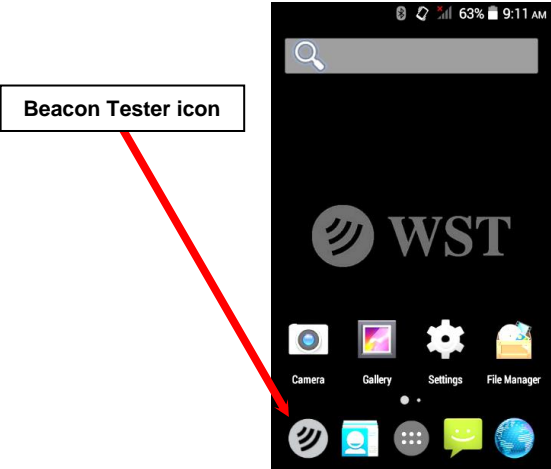 63% 9:11 AM
Beacon Tester icon
WST
Camera Gallery Settings File Manager